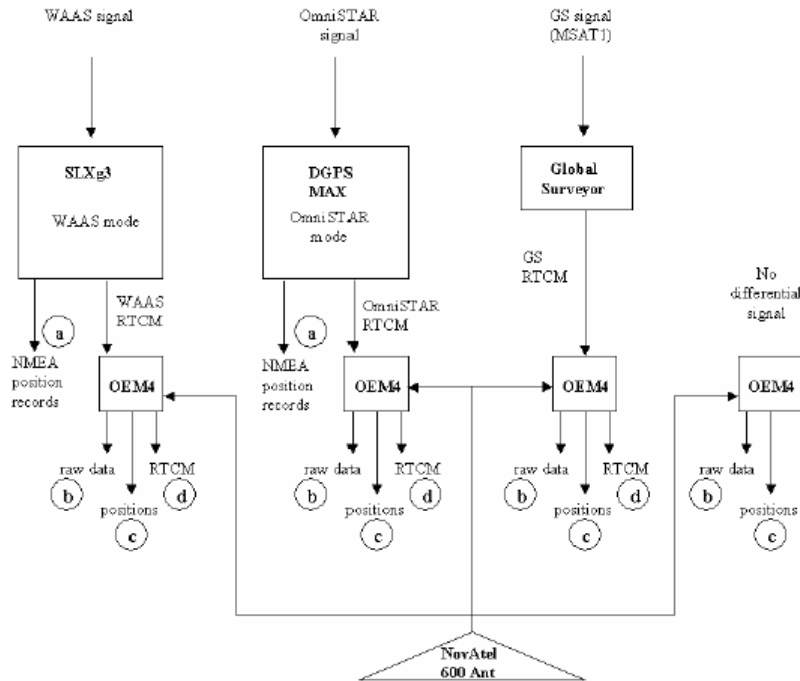 WAAS signal
OmniSTAR
signal
GS signal
(MSAT1)
SLXg3
WAAS mode
DGPS
MAX
OmniSTAR
mode
Global
Surveyor
WAAS
RTCM
OmniSTAR
RTCM
GS
RTCM
No
differential
signal
a
NMEA
position
records
a
NMEA
position
records
OEM4
OEM4
OEM4
OEM4
raw data
RTCM
b
d
positions
c
raw data
RTCM
b
d
positions
c
raw data
RTCM
b
d
positions
c
raw data
b
positions
c
NovAtel
600 Ant